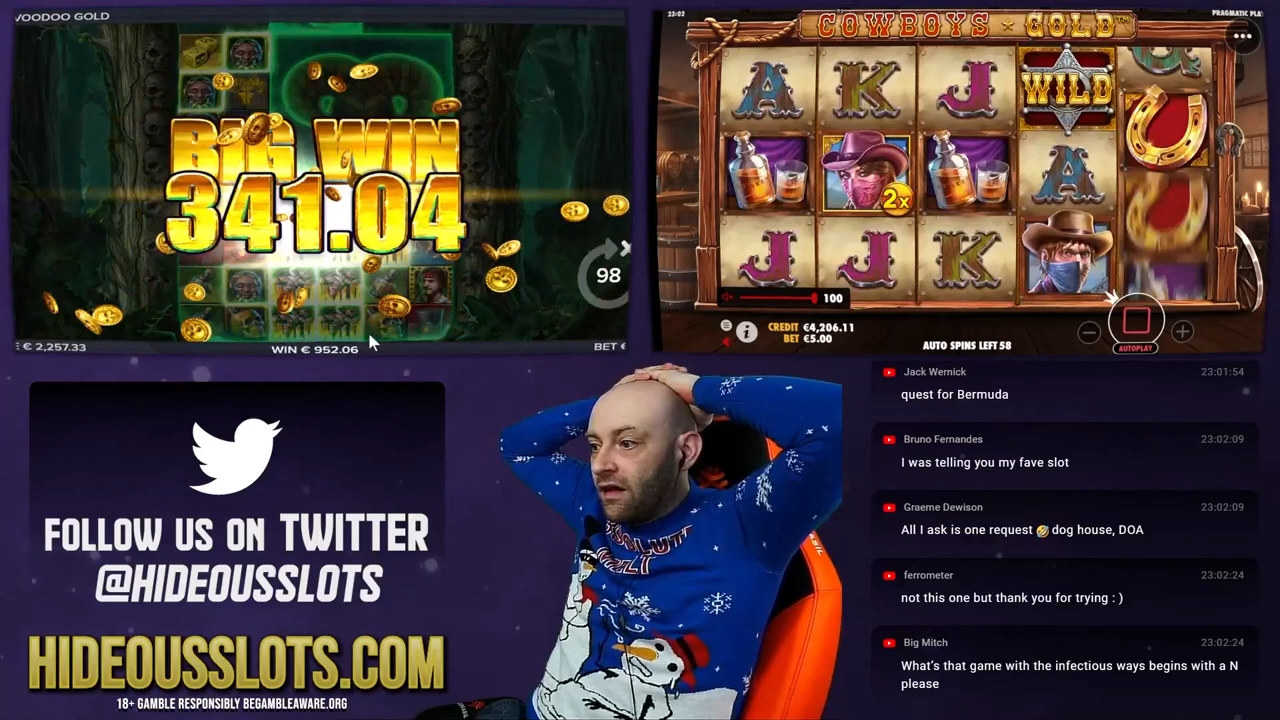 VOODOO GOLD
BIG WIN
341.04
98
€ 2,257.33
WIN € 952.06
BET €
23:02
COWBOYS GOLD™
PRAGMATIC PLA
A
K
J
WILD
2x
A
J
J
K
100
CREDIT €4,206.11
BET €5.00
AUTO SPINS LEFT 58
AUTOPLAY
FOLLOW US ON TWITTER
@HIDEOUSSLOTS
HIDEOUSSLOTS.COM
18+ GAMBLE RESPONSIBLY BEGAMBLEAWARE.ORG
Jack Wernick 23:01:54
quest for Bermuda
Bruno Fernandes 23:02:09
I was telling you my fave slot
Graeme Dewison 23:02:09
All I ask is one request 🤣 dog house, DOA
ferrometer 23:02:24
not this one but thank you for trying : )
Big Mitch 23:02:24
What's that game with the infectious ways begins with a N
please